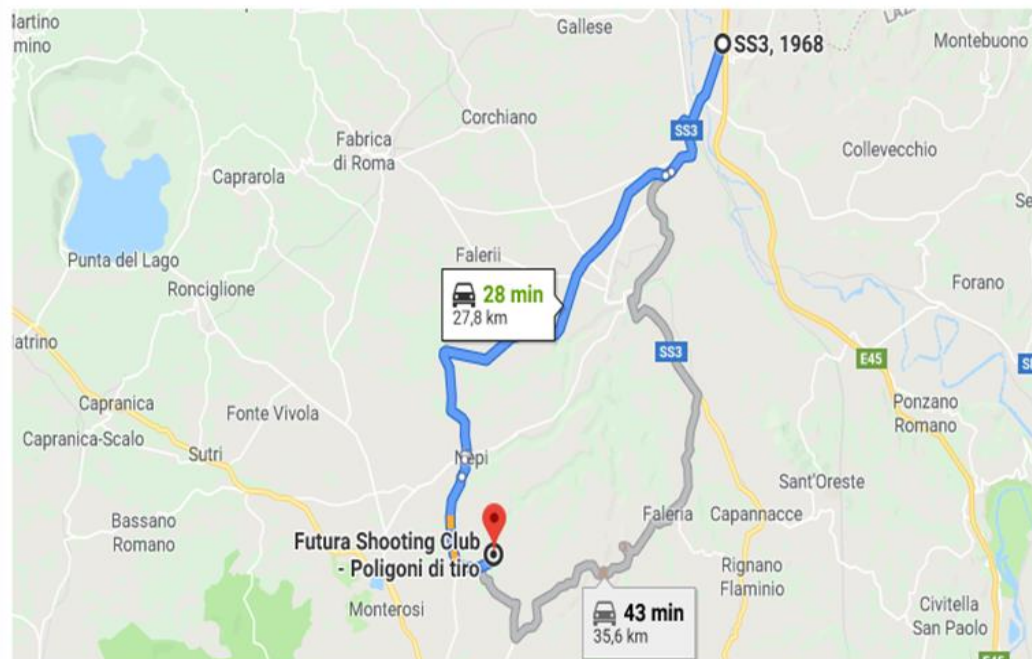 Martino
mino
Gallese
SS3, 1968
Montebuono
Corchiano
SS3
Fabrica
di Roma
Collevecchio
Caprarola
Se
Falerii
Punta del Lago
Ronciglione
28 min
27,8 km
Forano
latrino
SS3
E45
Capranica
Fonte Vivola
Ponzano
Romano
Capranica-Scalo
Sutri
Nepi
Sant'Oreste
Bassano
Romano
Faleria
Capannacce
Futura Shooting Club
- Poligoni di tiro
Rignano
Flaminio
Monterosi
43 min
35,6 km
Civitella
San Paolo
E45